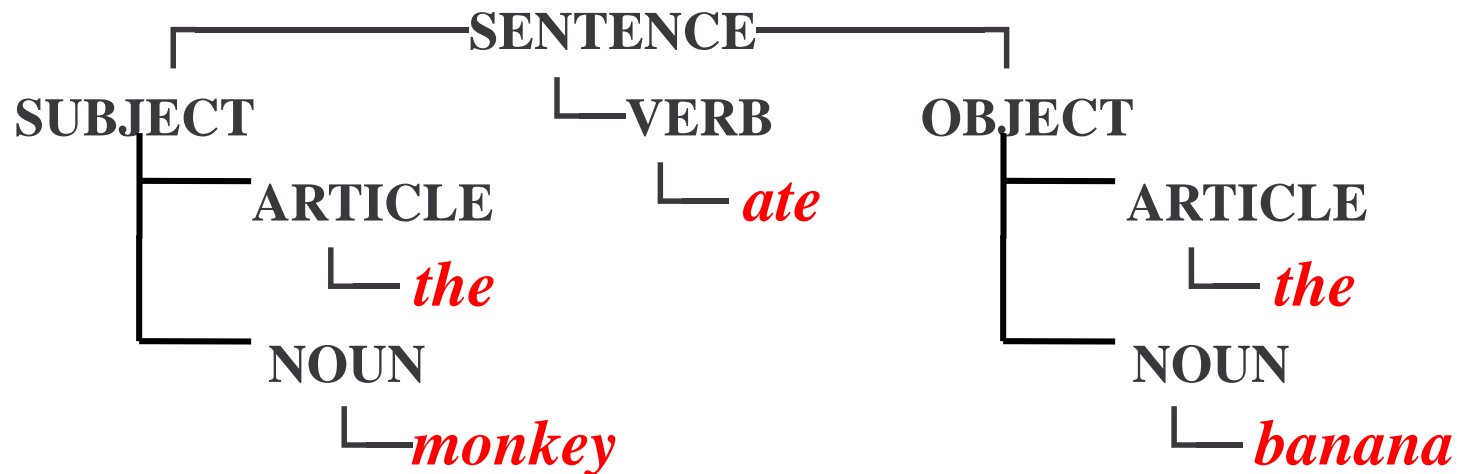 SENTENCE
SUBJECT VERB OBJECT
ARTICLE ate ARTICLE
the the
NOUN NOUN
monkey banana